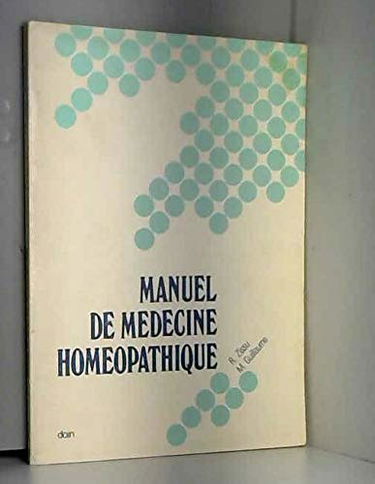 MANUEL
DE MEDECINE
HOMEOPATHIQUE
R. Zissu
M. Guillaume
doin